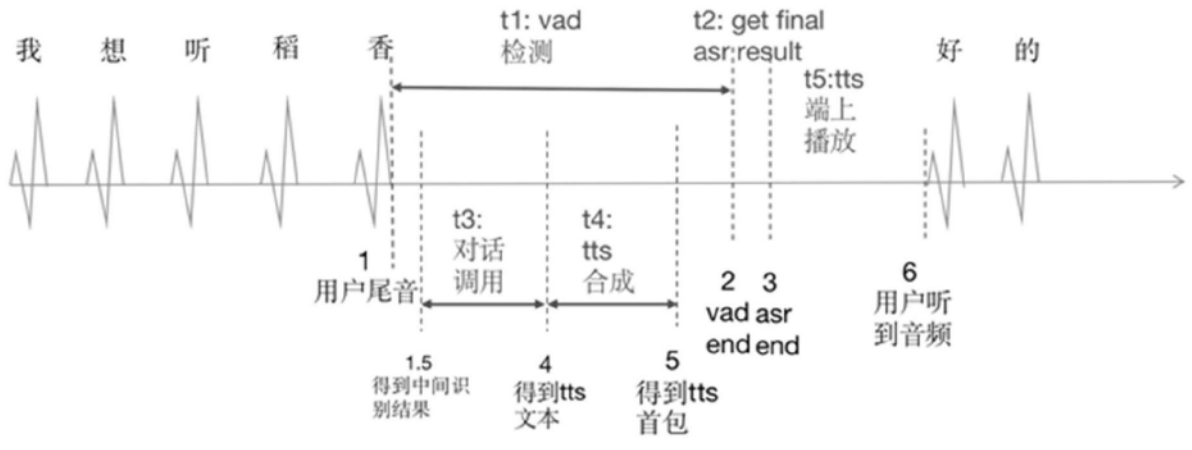 我 想 听 稻 香
t1: vad
检测
t2: get final
asr result
t5:tts
端上
播放
好 的
t3:
对话
调用
t4:
tts
合成
1
用户尾音
1.5
得到中间识
别结果
4
得到tts
文本
5
得到tts
首包
2
vad
end
3
asr
end
6
用户听
到音频